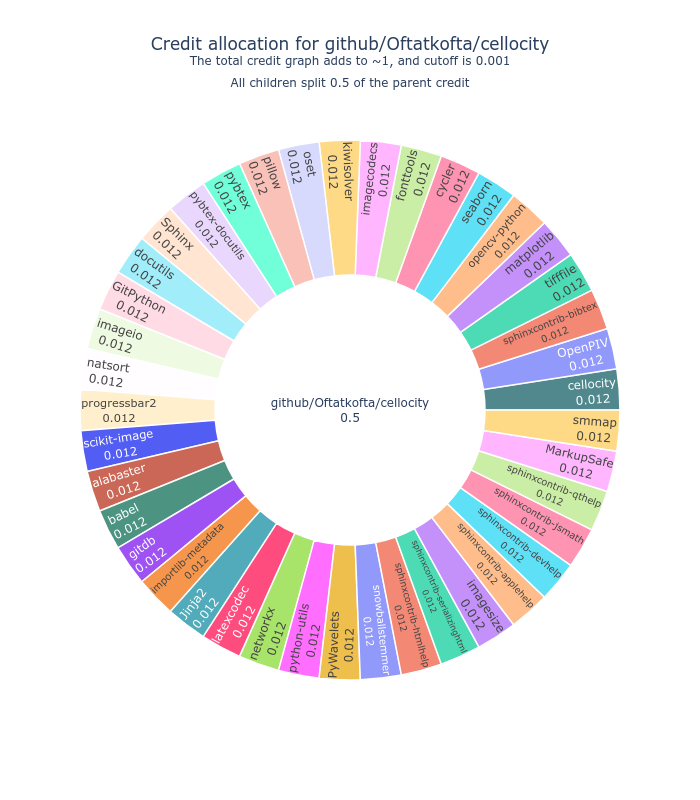 Credit allocation for github/Oftatkofta/cellocity
The total credit graph adds to ~1, and cutoff is 0.001
All children split 0.5 of the parent credit
github/Oftatkofta/cellocity
0.5
cellocity
0.012
OpenPIV
0.012
sphinxcontrib-bibtex
0.012
tifffile
0.012
matplotlib
0.012
opencv-python
0.012
seaborn
0.012
cycler
0.012
fonttools
0.012
imagecodecs
0.012
kiwisolver
0.012
oset
0.012
pillow
0.012
pybtex
0.012
pybtex-docutils
0.012
Sphinx
0.012
docutils
0.012
GitPython
0.012
imageio
0.012
natsort
0.012
progressbar2
0.012
scikit-image
0.012
alabaster
0.012
babel
0.012
gitdb
0.012
importlib-metadata
0.012
Jinja2
0.012
latexcodec
0.012
networkx
0.012
python-utils
0.012
PyWavelets
0.012
snowballstemmer
0.012
sphinxcontrib-htmlhelp
0.012
sphinxcontrib-serializinghtml
0.012
imagesize
0.012
sphinxcontrib-applehelp
0.012
sphinxcontrib-devhelp
0.012
sphinxcontrib-jsmath
0.012
sphinxcontrib-qthelp
0.012
MarkupSafe
0.012
smmap
0.012